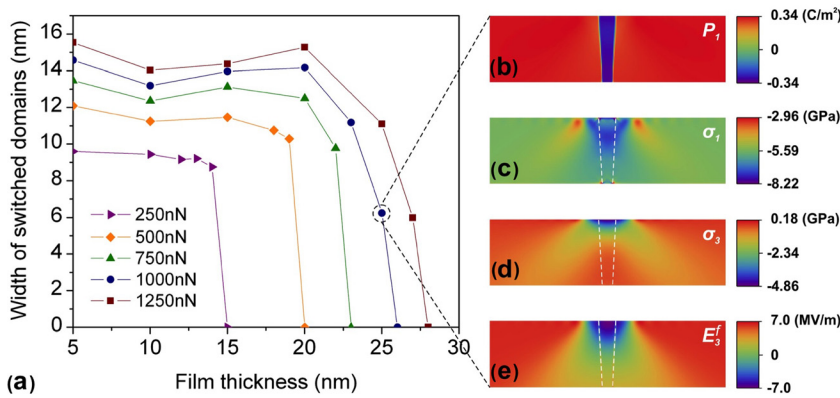 Width of switched domains (nm)
16
14
12
10
8
6
4
2
0
5
10
15
20
25
30
Film thickness (nm)
250nN
500nN
750nN
1000nN
1250nN
(a)
(b)
P₁
0.34 (C/m²)
0
-0.34
(c)
σ₁
-2.96 (GPa)
-5.59
-8.22
(d)
σ₃
0.18 (GPa)
-2.34
-4.86
(e)
E₃ᶠ
7.0 (MV/m)
0
-7.0